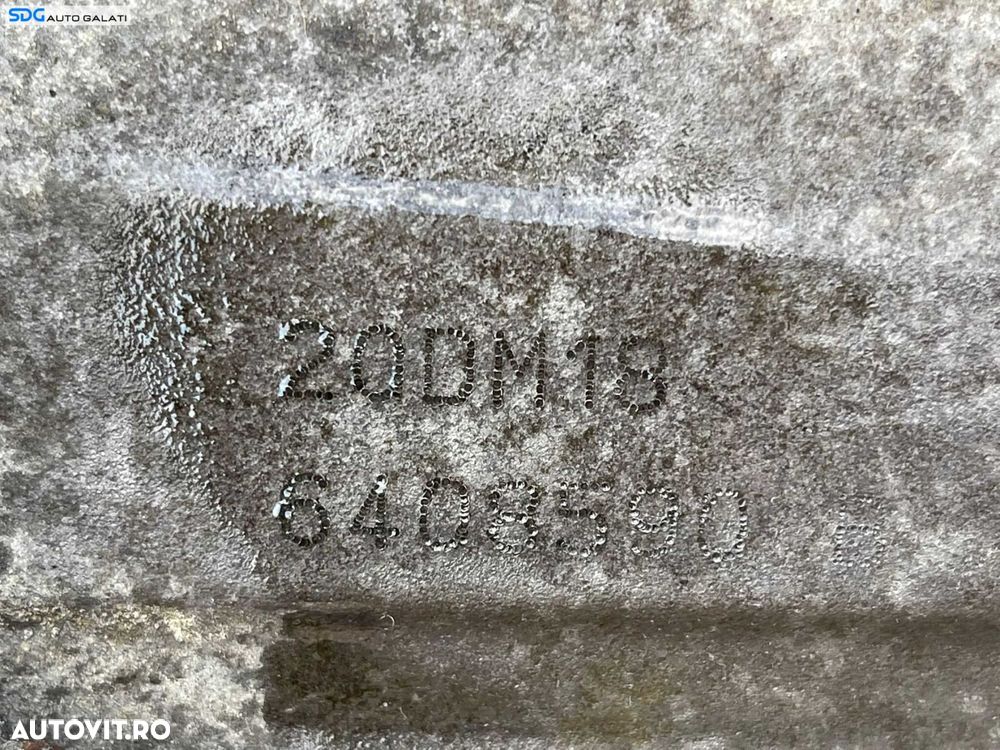 SDG AUTO GALATI
20DM18
6408590
AUTOVIT.RO